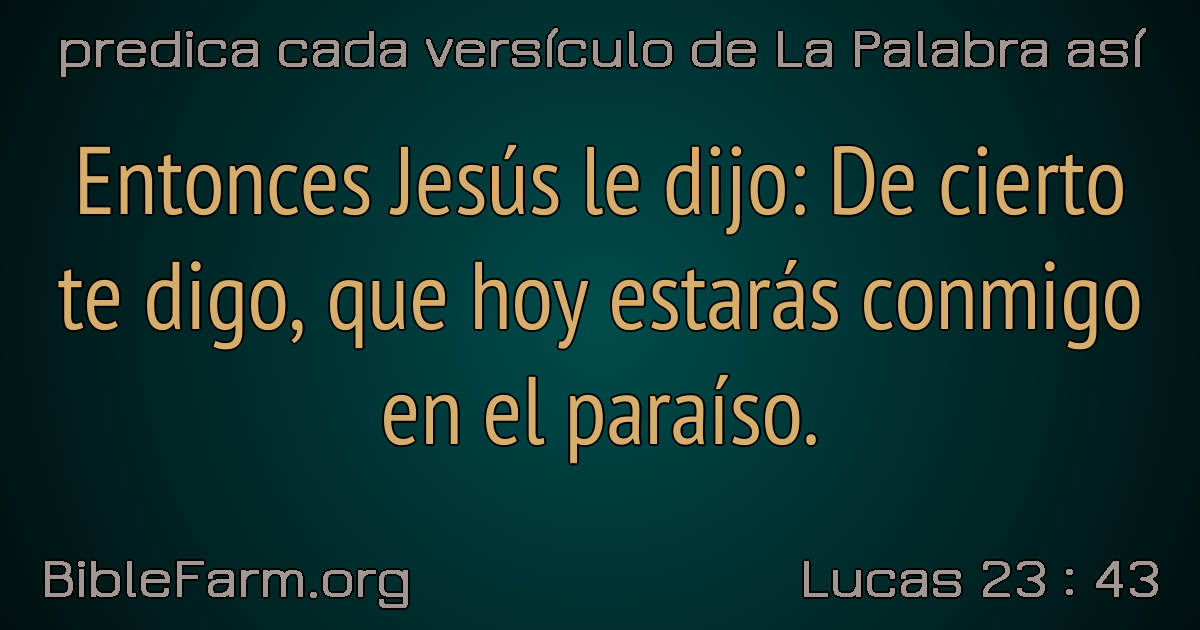 predica cada versículo de La Palabra así
Entonces Jesús le dijo: De cierto
te digo, que hoy estarás conmigo
en el paraíso.
BibleFarm.org
Lucas 23 : 43